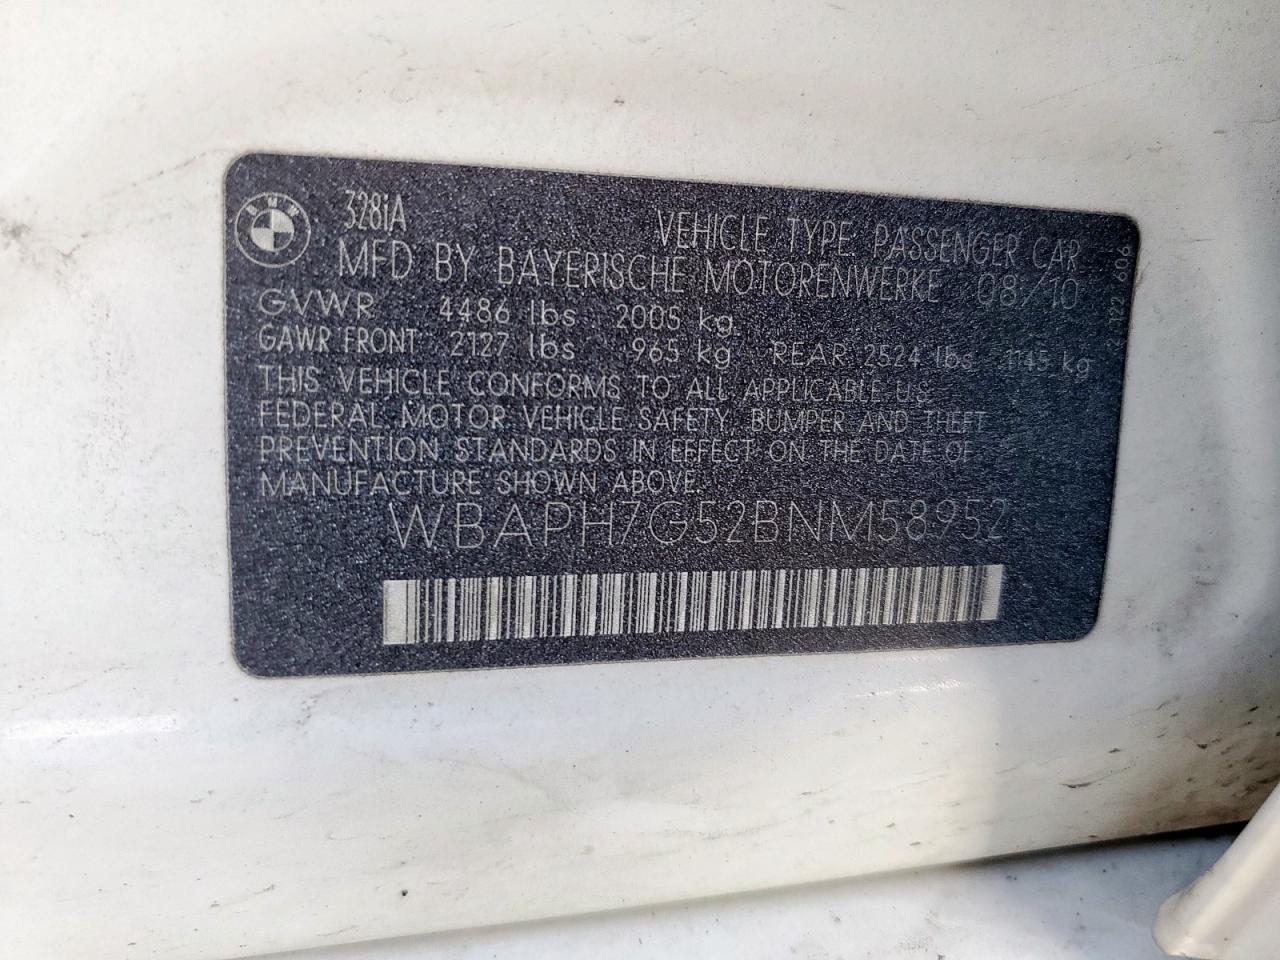 BMW
328iA
VEHICLE TYPE PASSENGER CAR
MFD BY BAYERISCHE MOTORENWERKE 08/10
GVWR 4486 lbs 2005 kg
GAWR FRONT 2127 lbs 965 kg REAR 2524 lbs 1145 kg
THIS VEHICLE CONFORMS TO ALL APPLICABLE U.S.
FEDERAL MOTOR VEHICLE SAFETY, BUMPER AND THEFT
PREVENTION STANDARDS IN EFFECT ON THE DATE OF
MANUFACTURE SHOWN ABOVE.
WBAPH7G52BNM58952